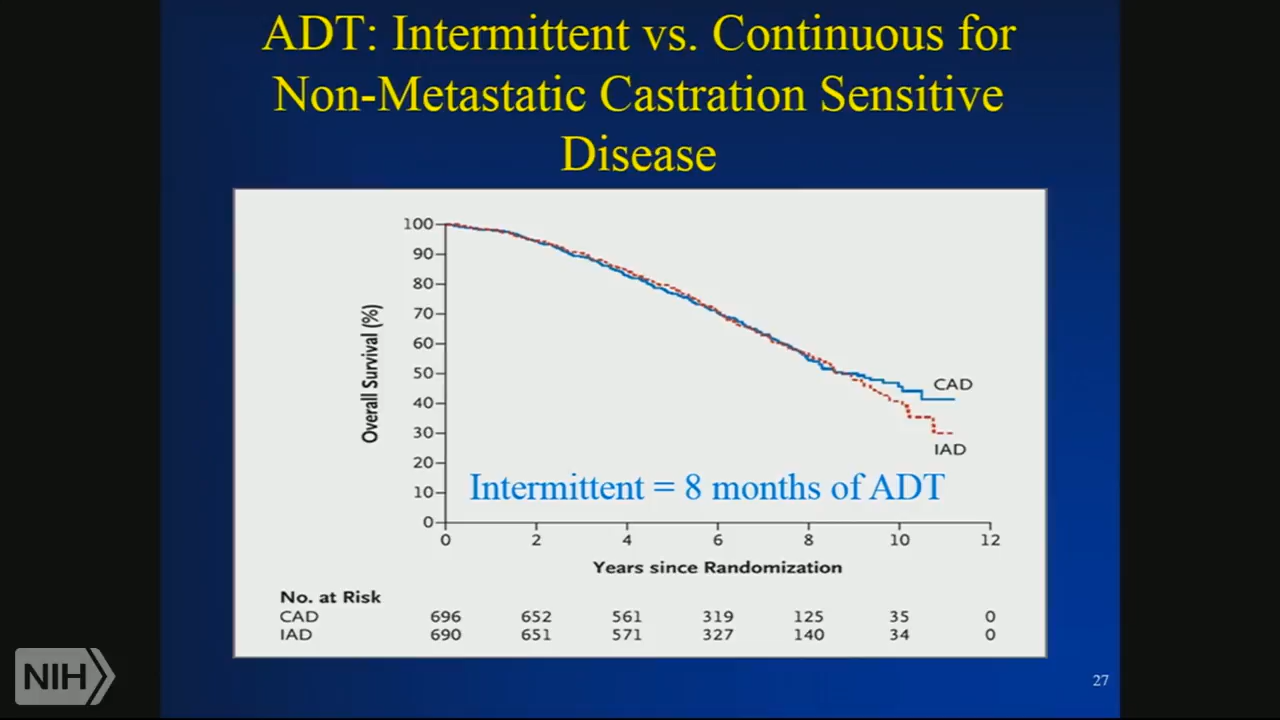 ADT: Intermittent vs. Continuous for
Non-Metastatic Castration Sensitive
Disease
100
90
80
70
60
50
40
30
20
10
0
Overall Survival (%)
CAD
IAD
Intermittent = 8 months of ADT
0 2 4 6 8 10 12
Years since Randomization
No. at Risk
CAD 696 652 561 319 125 35 0
IAD 690 651 571 327 140 34 0
NIH
27